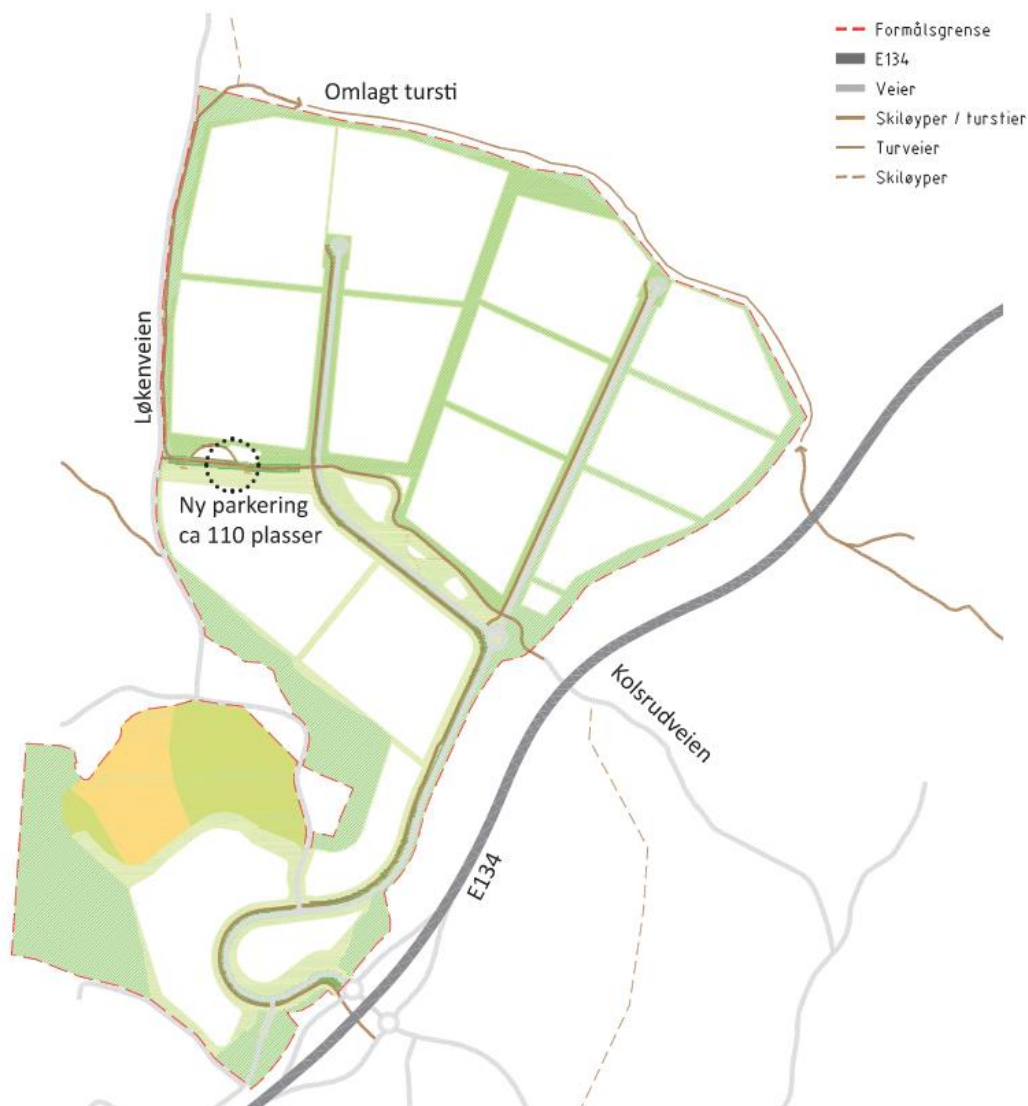 Formålsgrense
E134
Veier
Skiløyper / turstier
Turveier
Skiløyper
Omlagt tursti
Løkenveien
Ny parkering
ca 110 plasser
Kolsrudveien
E134